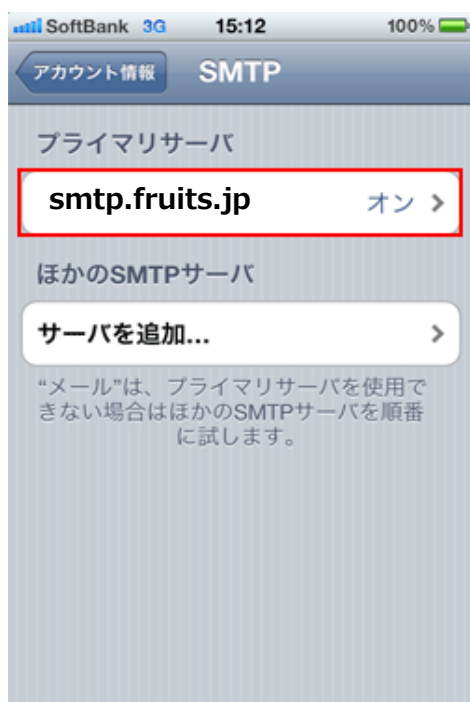 SoftBank 3G 15:12 100%
アカウント情報 SMTP
プライマリサーバ
smtp.fruits.jp オン
ほかのSMTPサーバ
サーバを追加...
“メール”は、プライマリサーバを使用で
きない場合はほかのSMTPサーバを順番
に試します。